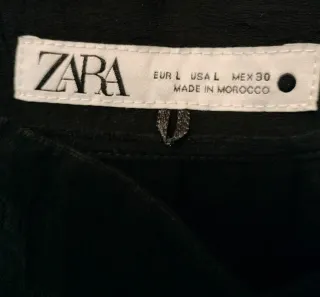 ZARA
EUR L USA L MEX 30
MADE IN MOROCCO